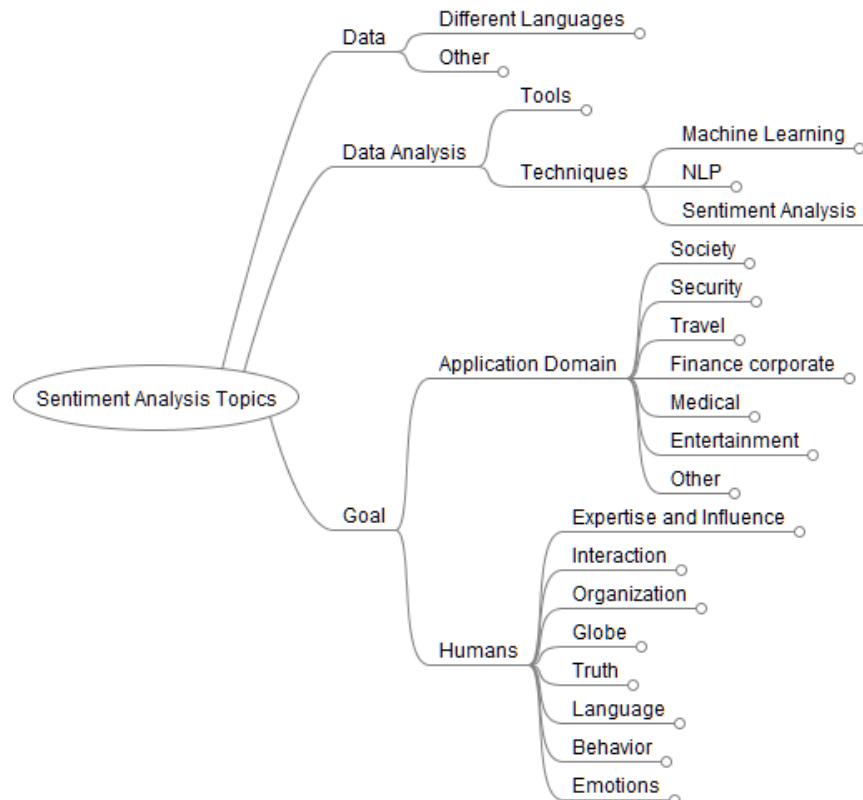 Sentiment Analysis Topics
Data
Different Languages
Other
Data Analysis
Tools
Techniques
Machine Learning
NLP
Sentiment Analysis
Goal
Application Domain
Society
Security
Travel
Finance corporate
Medical
Entertainment
Other
Humans
Expertise and Influence
Interaction
Organization
Globe
Truth
Language
Behavior
Emotions